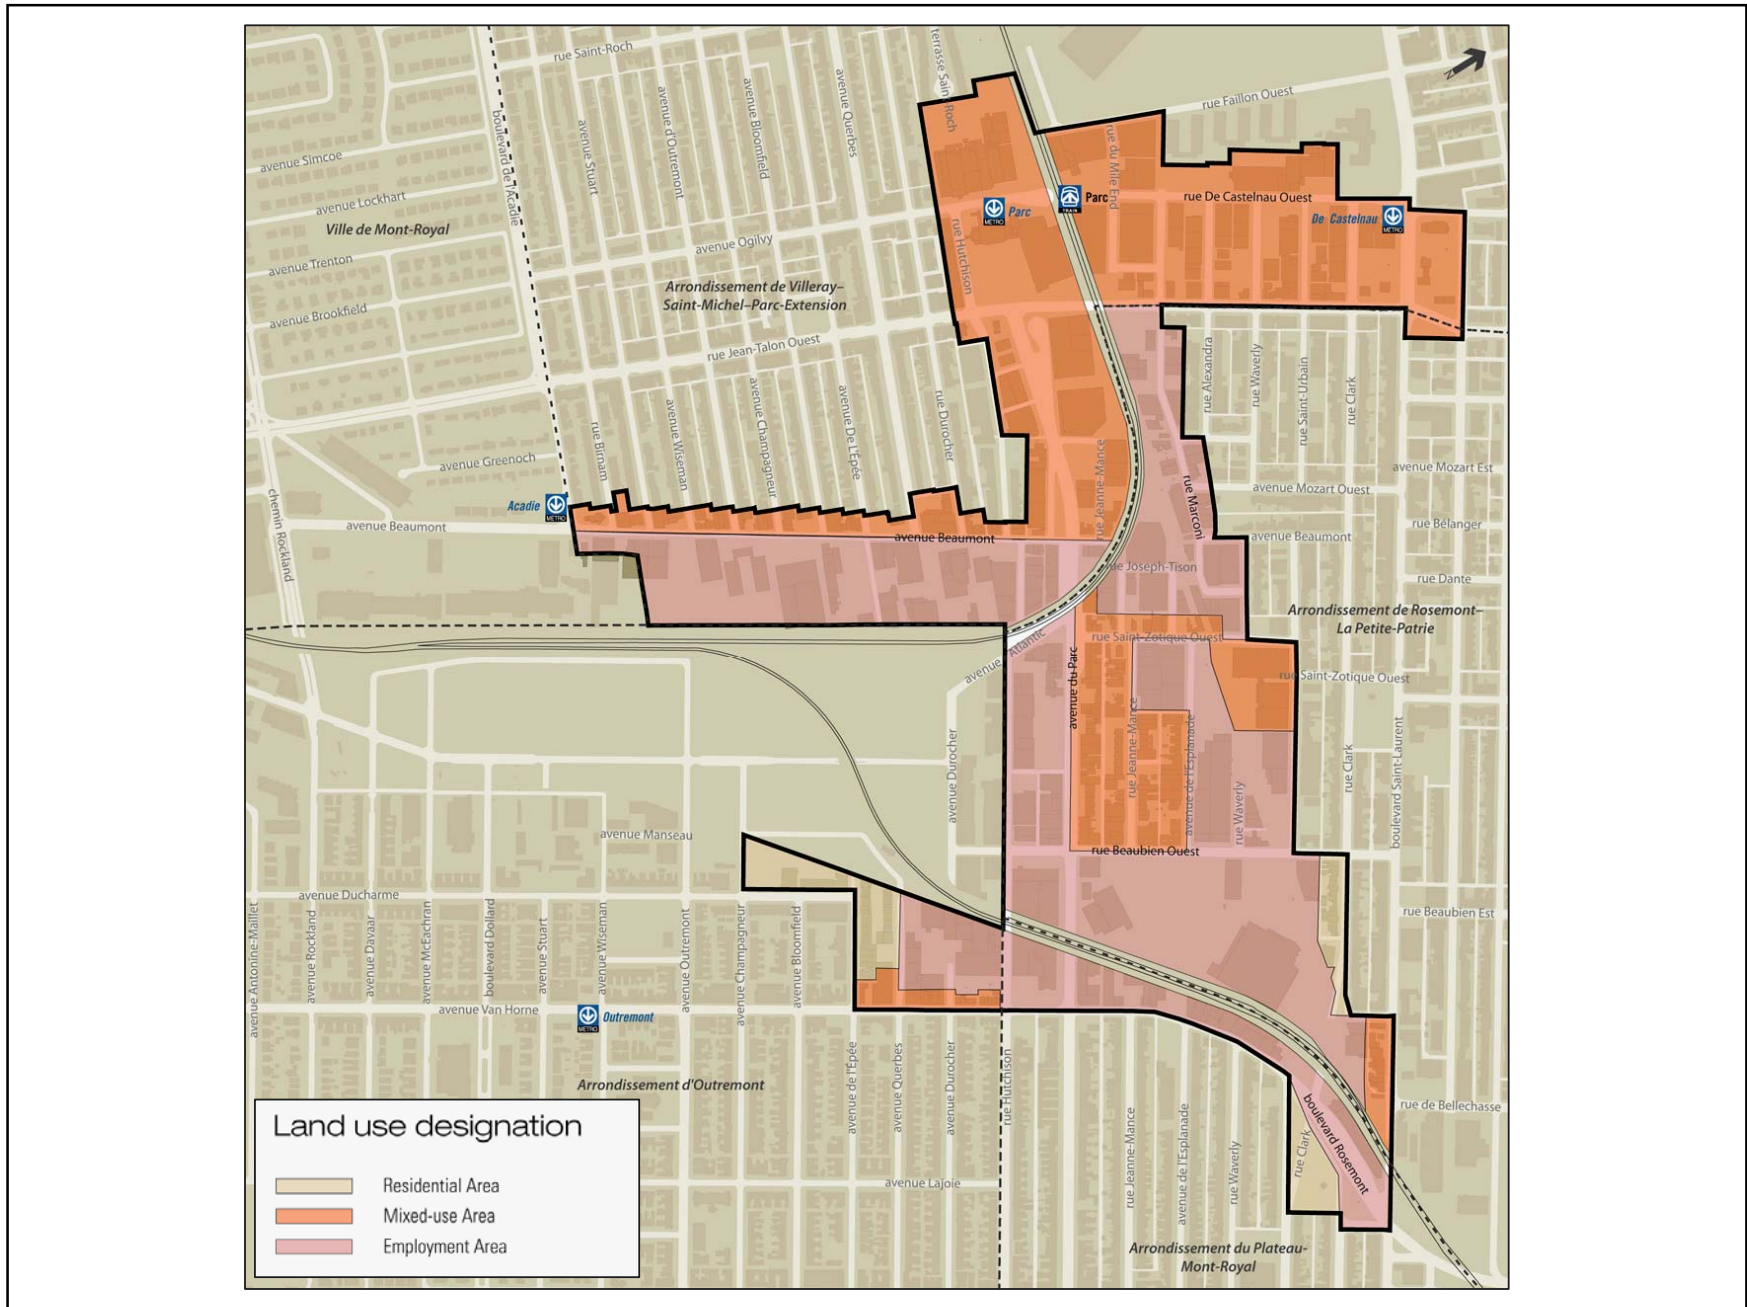 rue Saint-Roch
terrasse Saint-Roch
N
avenue Querbes
avenue Bloomfield
avenue d'Outremont
rue Faillon Ouest
boulevard de l'Acadie
avenue Stuart
rue du Mile End
avenue Simcoe
avenue Lockhart
rue De Castelnau Ouest
Parc
TRAIN
Parc
METRO
De Castelnau
METRO
Ville de Mont-Royal
avenue Ogilvy
rue Hutchison
avenue Trenton
Arrondissement de Villeray–
Saint-Michel–Parc-Extension
avenue Brookfield
rue Jean-Talon Ouest
rue Alexandra
rue Waverly
rue Saint-Urbain
rue Clark
rue Birnam
avenue Wiseman
avenue Champagneur
avenue De L'Épée
rue Durocher
avenue Greenoch
rue Jeanne-Mance
rue Marconi
avenue Mozart Est
avenue Mozart Ouest
Acadie
METRO
chemin Rockland
avenue Beaumont
avenue Beaumont
avenue Beaumont
rue Bélanger
rue Joseph-Tison
rue Dante
Arrondissement de Rosemont–
La Petite-Patrie
avenue Atlantic
rue Saint-Zotique Ouest
rue Saint-Zotique Ouest
avenue du Parc
rue Jeanne-Mance
avenue de l'Esplanade
rue Waverly
rue Clark
boulevard Saint-Laurent
avenue Durocher
avenue Manseau
rue Beaubien Ouest
avenue Ducharme
rue Beaubien Est
avenue Antonine-Maillet
avenue Rockland
avenue Davaar
avenue McEachran
boulevard Dollard
avenue Stuart
avenue Wiseman
avenue Outremont
avenue Champagneur
avenue Bloomfield
avenue Van Horne
METRO
Outremont
avenue de l'Épée
avenue Querbes
avenue Durocher
rue Hutchison
Arrondissement d'Outremont
rue de Bellechasse
rue Jeanne-Mance
avenue de l'Esplanade
rue Waverly
rue Clark
boulevard Rosemont
avenue Lajoie
Arrondissement du Plateau-
Mont-Royal
Land use designation
Residential Area
Mixed-use Area
Employment Area